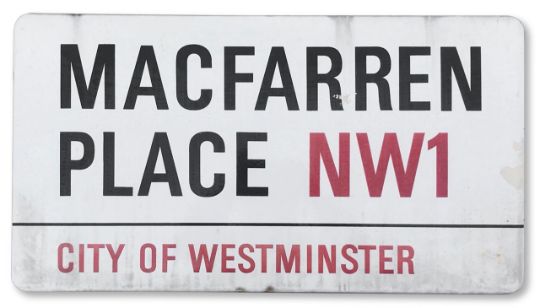 MACFARREN
PLACE NW1
CITY OF WESTMINSTER